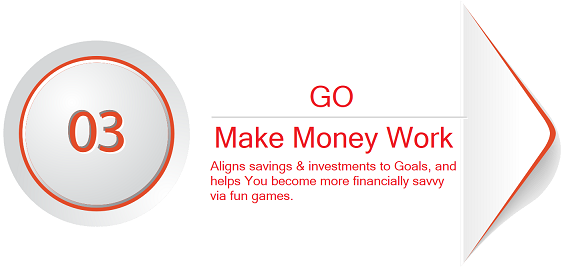 03
GO
Make Money Work
Aligns savings & investments to Goals, and
helps You become more financially savvy
via fun games.